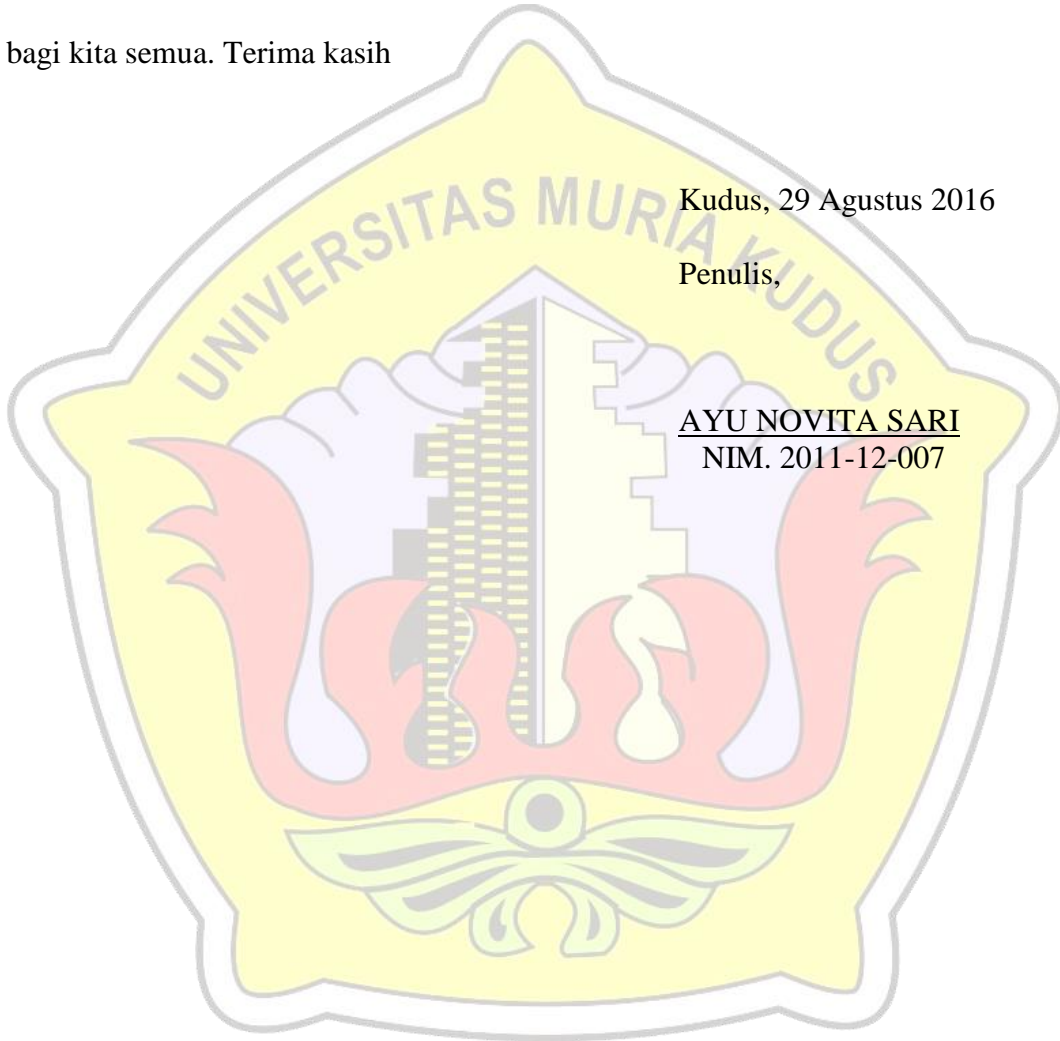 bagi kita semua. Terima kasih
UNIVERSITAS MURIA KUDUS
Kudus, 29 Agustus 2016
Penulis,
AYU NOVITA SARI
NIM. 2011-12-007